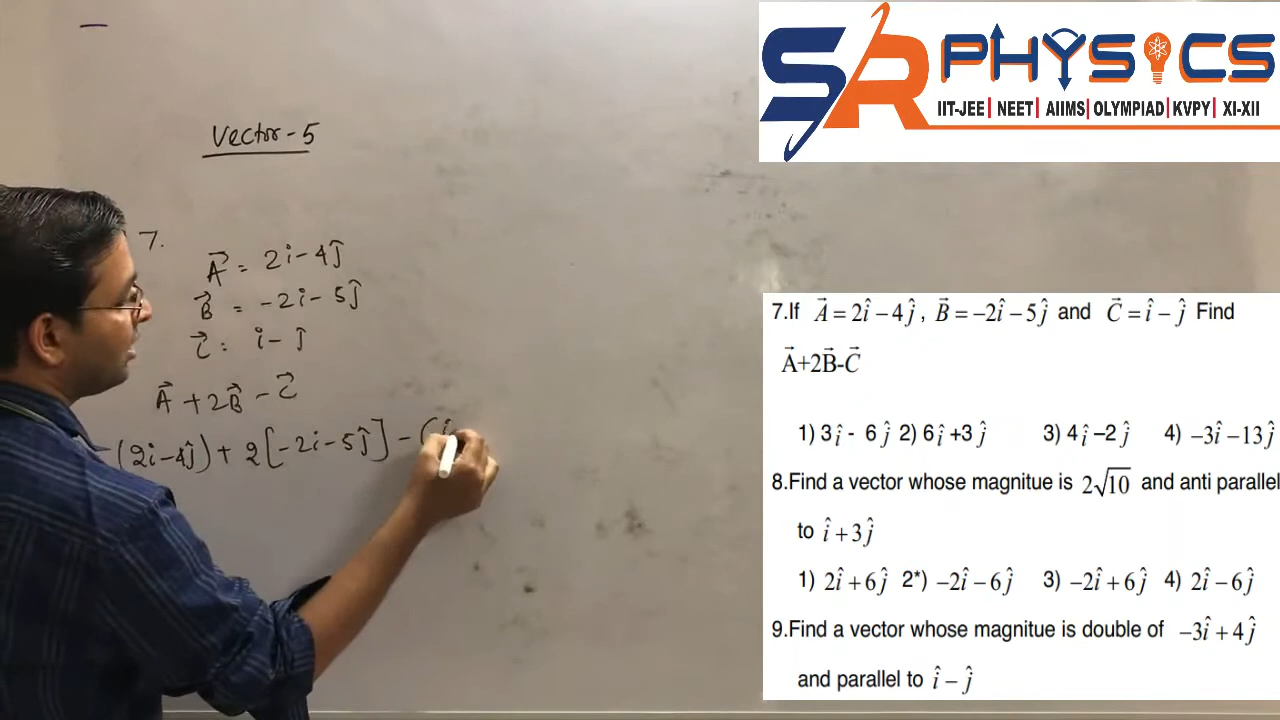 SR PHYSICS
IIT-JEE | NEET | AIIMS | OLYMPIAD | KVPY | XI-XII
Vector-5
7.
A⃗ = 2i - 4ĵ
B⃗ = -2i - 5ĵ
C⃗ = i - ĵ
A⃗ + 2B⃗ - C⃗
(2i-4ĵ) + 2[-2i-5ĵ] - (i
7.If A⃗ = 2î − 4ĵ , B⃗ = −2î − 5ĵ and C⃗ = î − ĵ Find
A⃗+2B⃗-C⃗
1) 3î - 6ĵ 2) 6î +3ĵ 3) 4î −2ĵ 4) −3î −13ĵ
8.Find a vector whose magnitue is 2√10 and anti parallel
to î + 3ĵ
1) 2î + 6ĵ 2*) −2î − 6ĵ 3) −2î + 6ĵ 4) 2î − 6ĵ
9.Find a vector whose magnitue is double of −3î + 4ĵ
and parallel to î − ĵ